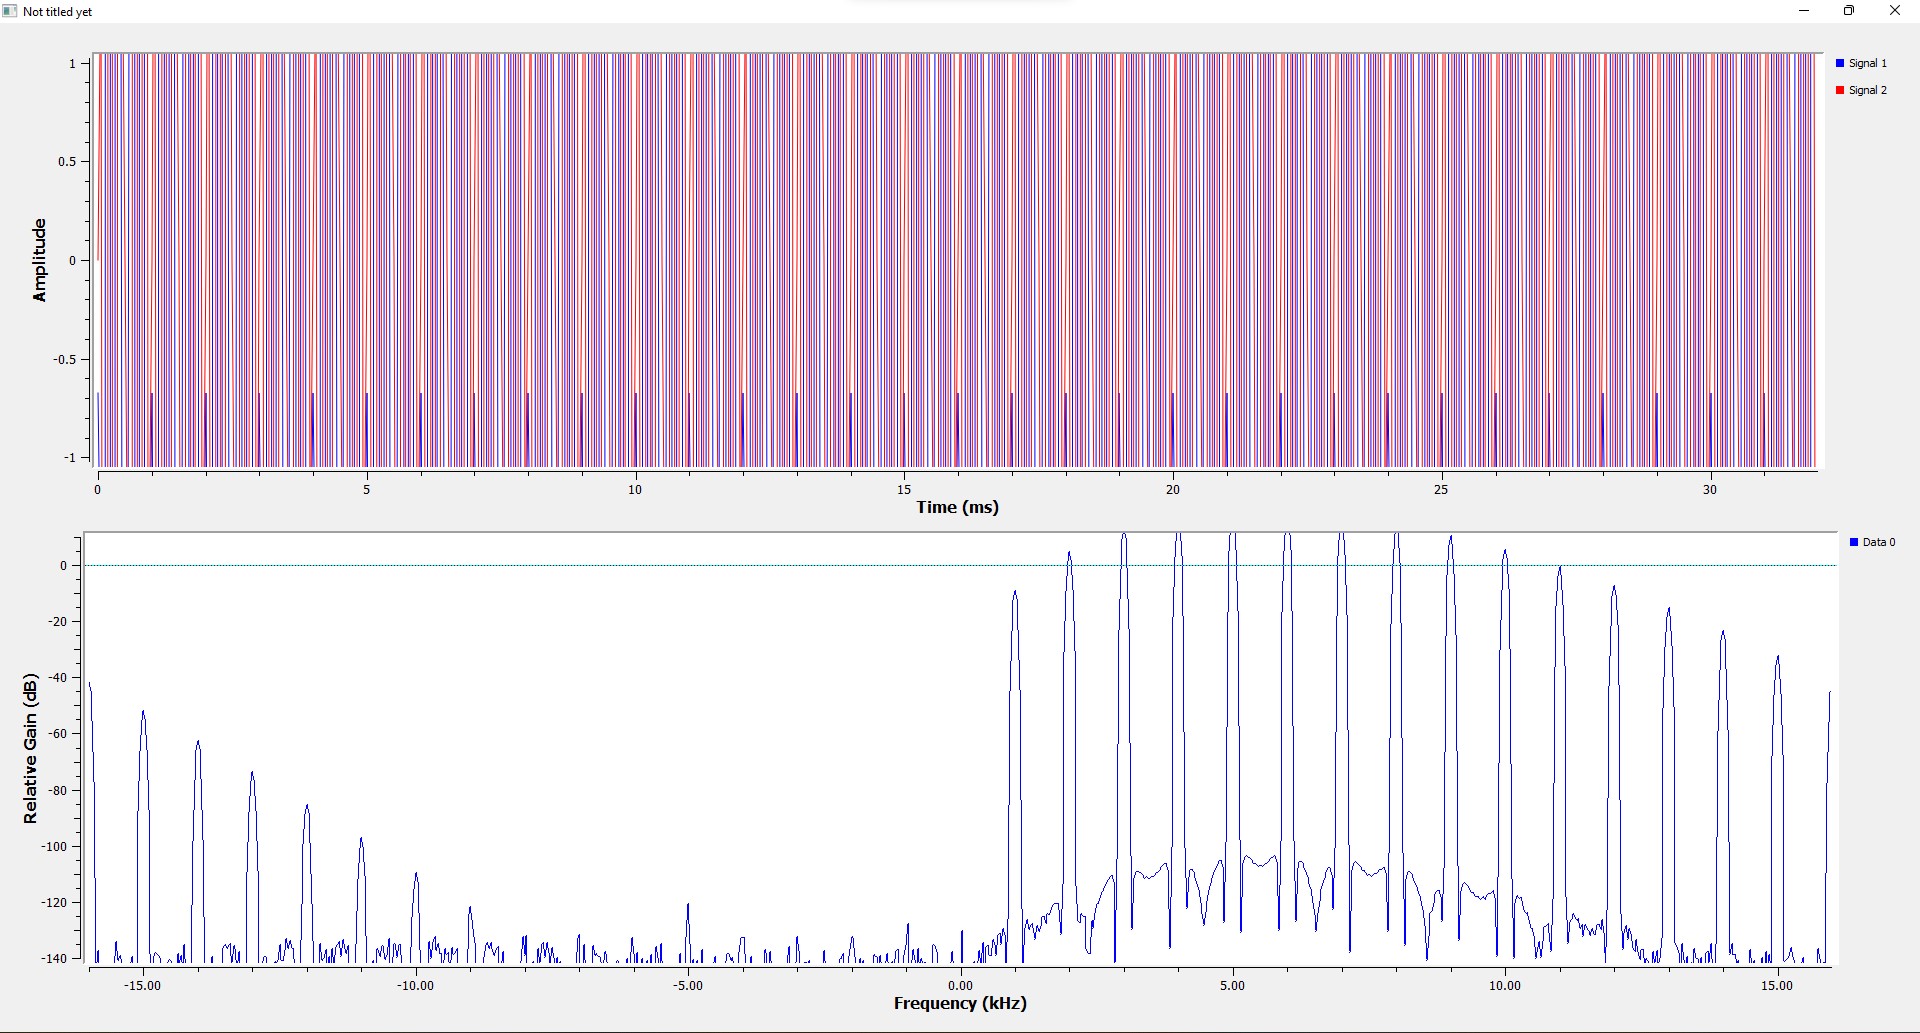 Not titled yet
Signal 1
Signal 2
1
0.5
0
-0.5
-1
Amplitude
0 5 10 15 20 25 30
Time (ms)
Data 0
0
-20
-40
-60
-80
-100
-120
-140
Relative Gain (dB)
-15.00 -10.00 -5.00 0.00 5.00 10.00 15.00
Frequency (kHz)